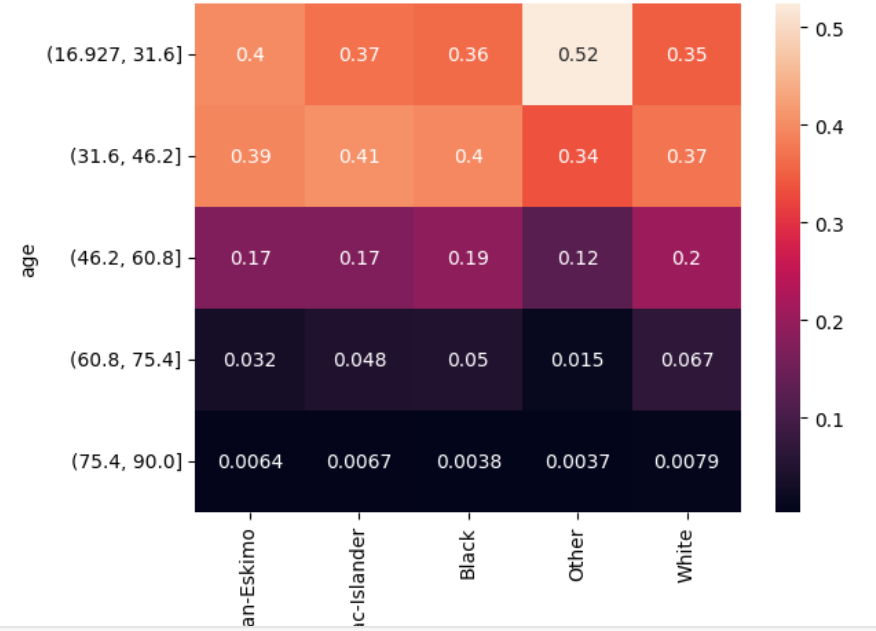 (16.927, 31.6] 0.4 0.37 0.36 0.52 0.35
(31.6, 46.2] 0.39 0.41 0.4 0.34 0.37
(46.2, 60.8] 0.17 0.17 0.19 0.12 0.2
(60.8, 75.4] 0.032 0.048 0.05 0.015 0.067
(75.4, 90.0] 0.0064 0.0067 0.0038 0.0037 0.0079
age
an-Eskimo
ac-Islander
Black
Other
White
0.5
0.4
0.3
0.2
0.1